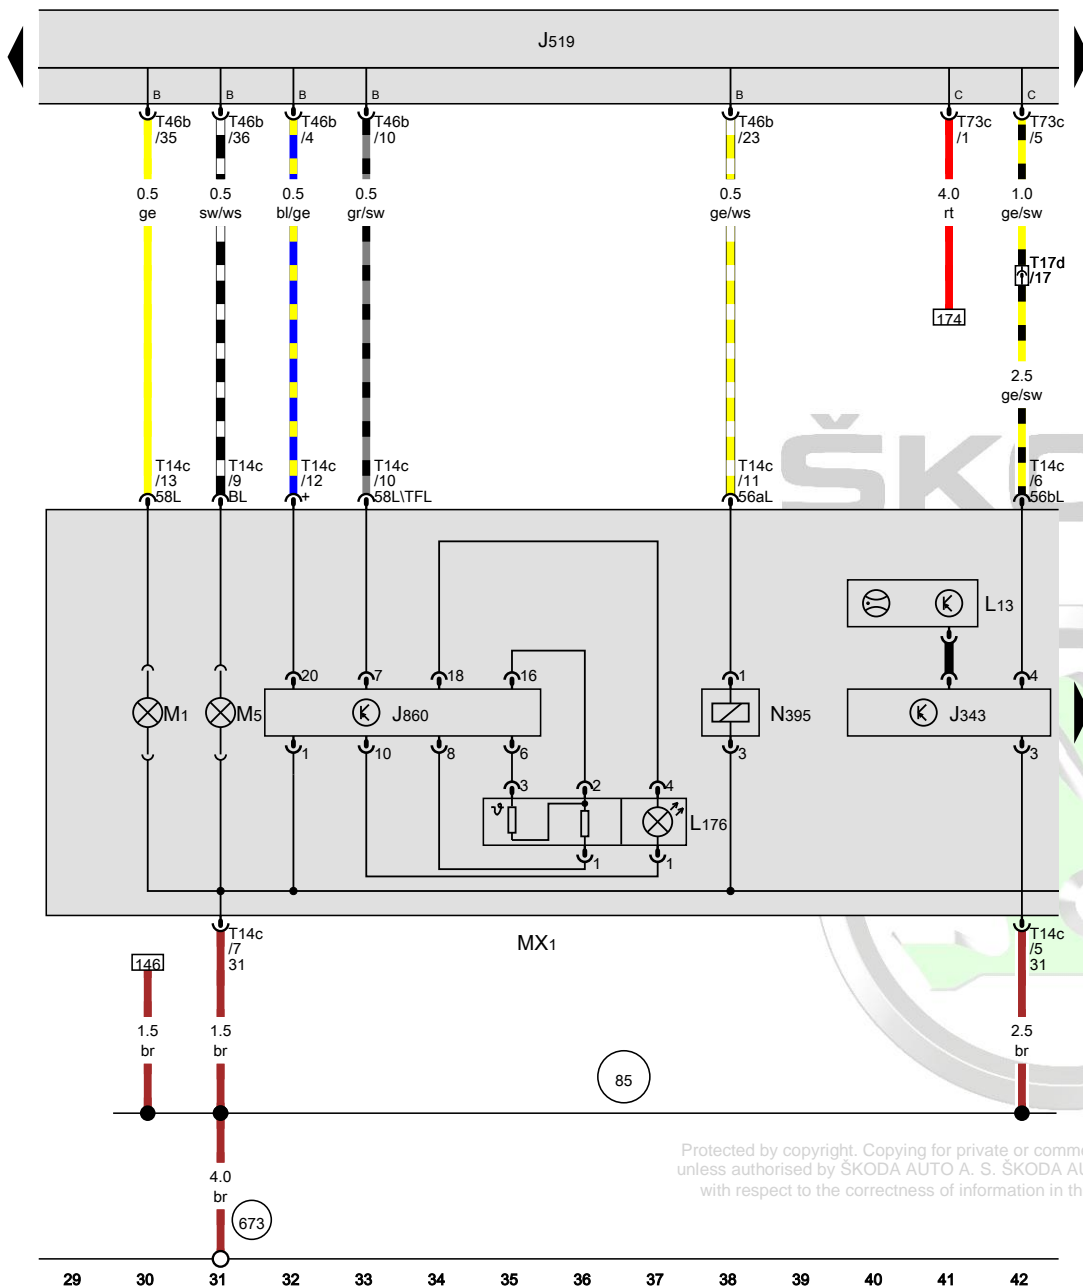 J519
B B B B B C C
T46b /35
T46b /36
T46b /4
T46b /10
T46b /23
T73c /1
T73c /5
0.5 ge
0.5 sw/ws
0.5 bl/ge
0.5 gr/sw
0.5 ge/ws
4.0 rt
1.0 ge/sw
T17d /17
174
2.5 ge/sw
ŠKO
T14c /13 58L
T14c /9 BL
T14c /12 +
T14c /10 58L\TFL
T14c /11 56aL
T14c /6 56bL
L13
20 7 18 16 1 4
M1 M5 J860 N395 J343
1 10 8 6 3 3
3 2 4
ϑ L176
1 1
T14c /7 31
MX1
T14c /5 31
146
1.5 br
1.5 br
2.5 br
85
Protected by copyright. Copying for private or comme
unless authorised by ŠKODA AUTO A. S. ŠKODA AU
with respect to the correctness of information in th
4.0 br
673
29 30 31 32 33 34 35 36 37 38 39 40 41 42